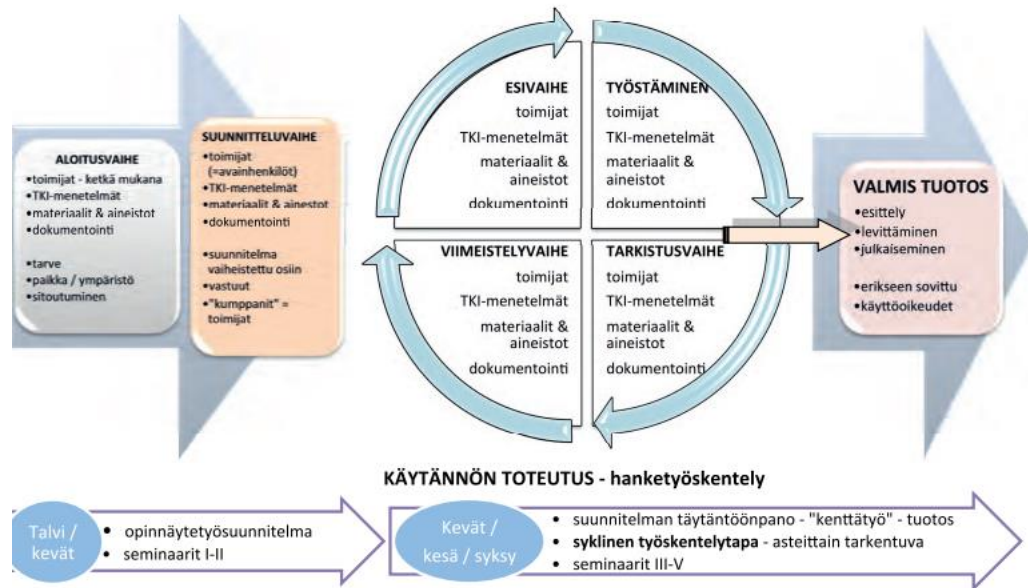 ALOITUSVAIHE
•toimijat - ketkä mukana
•TKI-menetelmät
•materiaalit & aineistot
•dokumentointi
•tarve
•paikka / ympäristö
•sitoutuminen
SUUNNITTELUVAIHE
•toimijat
(=avainhenkilöt)
•TKI-menetelmät
•materiaalit & ainestot
•dokumentointi
•suunnitelma
vaiheistettu osiin
•vastuut
•"kumppanit" =
toimijat
ESIVAIHE
toimijat
TKI-menetelmät
materiaalit &
aineistot
dokumentointi
TYÖSTÄMINEN
toimijat
TKI-menetelmät
materiaalit &
aineistot
dokumentointi
VIIMEISTELYVAIHE
toimijat
TKI-menetelmät
materiaalit &
aineistot
dokumentointi
TARKISTUSVAIHE
toimijat
TKI-menetelmät
materiaalit &
aineistot
dokumentointi
VALMIS TUOTOS
•esittely
•levittäminen
•julkaiseminen
•erikseen sovittu
•käyttöoikeudet
KÄYTÄNNÖN TOTEUTUS - hanketyöskentely
Talvi /
kevät
• opinnäytetyösuunnitelma
• seminaarit I-II
Kevät /
kesä / syksy
• suunnitelman täytäntöönpano - "kenttätyö" - tuotos
• syklinen työskentelytapa - asteittain tarkentuva
• seminaarit III-V